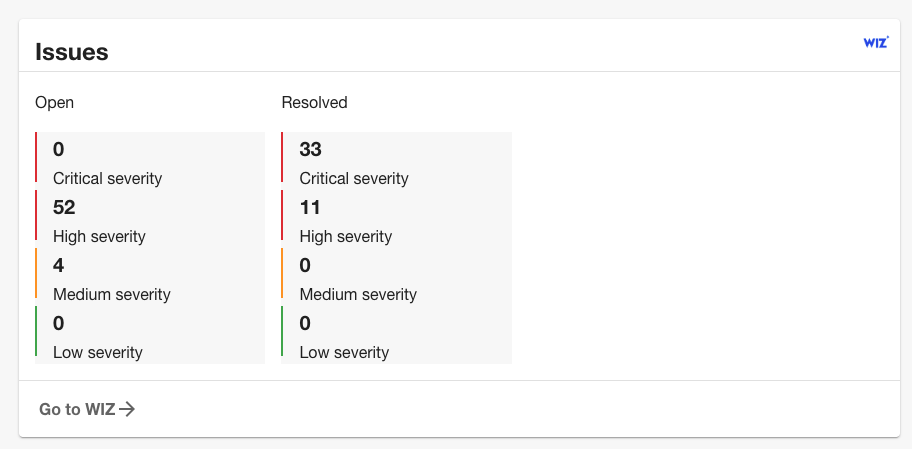 Issues
WIZ
Open
Resolved
0
Critical severity
52
High severity
4
Medium severity
0
Low severity
33
Critical severity
11
High severity
0
Medium severity
0
Low severity
Go to WIZ